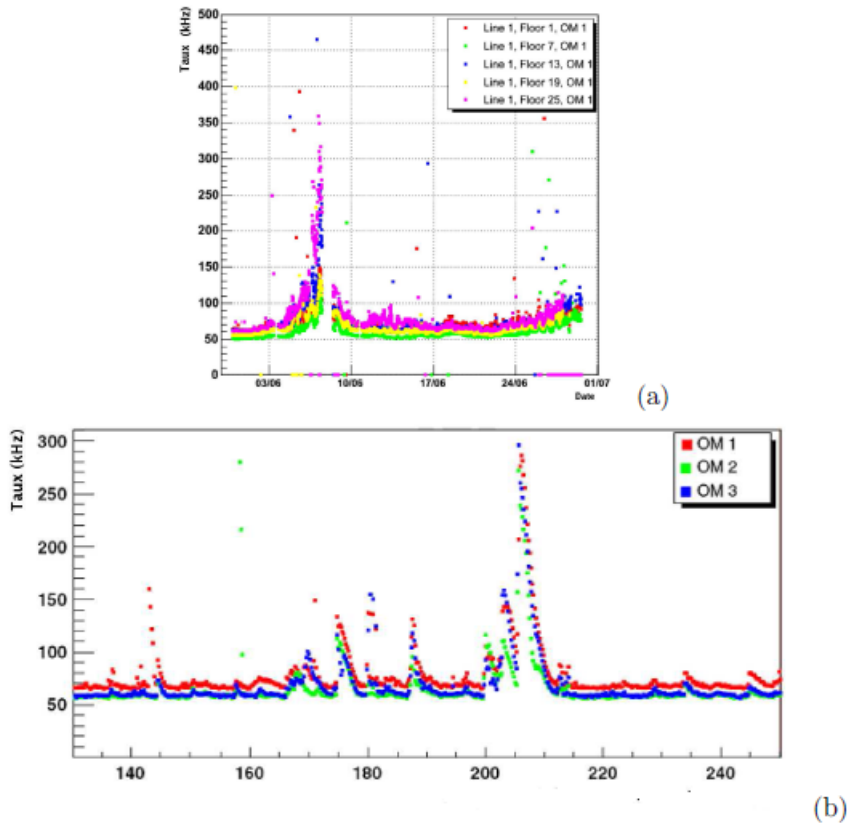 Taux (kHz)
500
450
400
350
300
250
200
150
100
50
0
Line 1, Floor 1, OM 1
Line 1, Floor 7, OM 1
Line 1, Floor 13, OM 1
Line 1, Floor 19, OM 1
Line 1, Floor 25, OM 1
03/06 10/06 17/06 24/06 01/07
Date
(a)
Taux (kHz)
300
250
200
150
100
50
OM 1
OM 2
OM 3
140 160 180 200 220 240
(b)